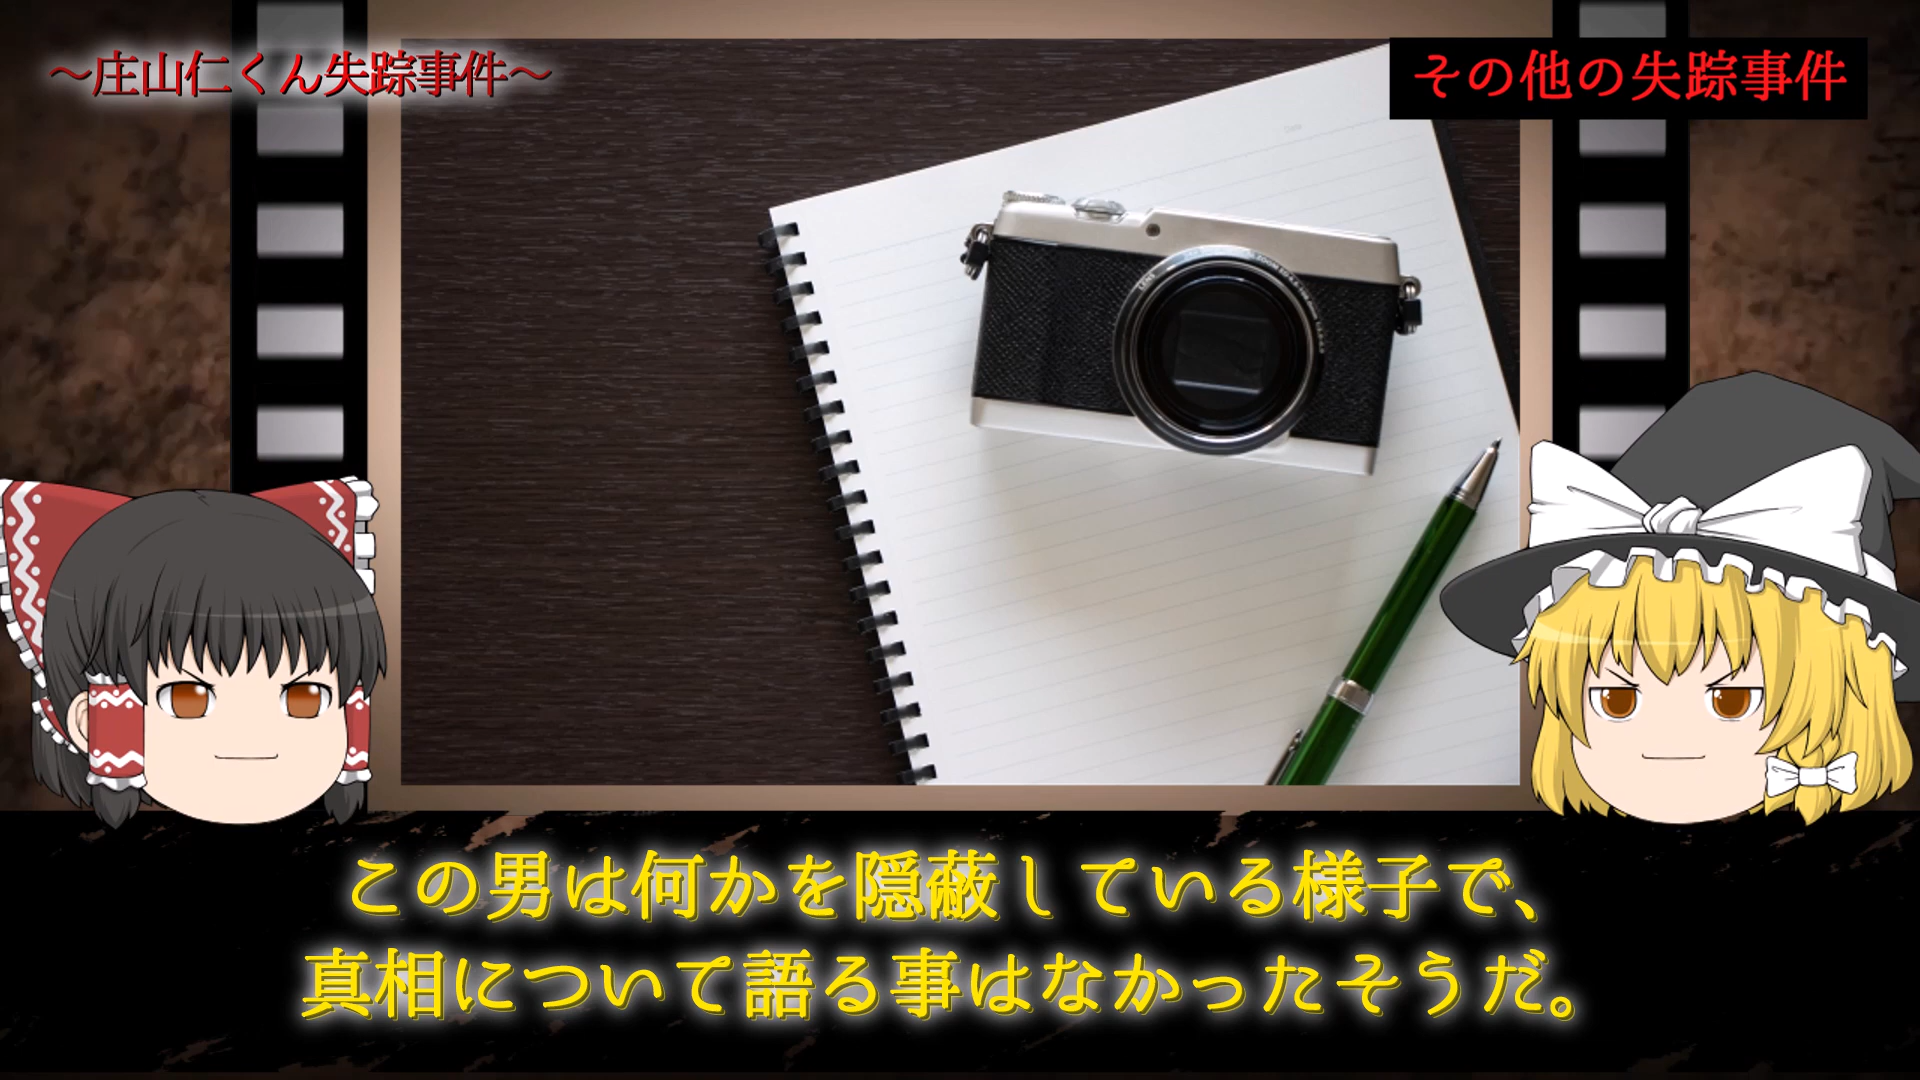 ～庄山仁くん失踪事件～
その他の失踪事件
この男は何かを隠蔽している様子で、
真相について語る事はなかったそうだ。